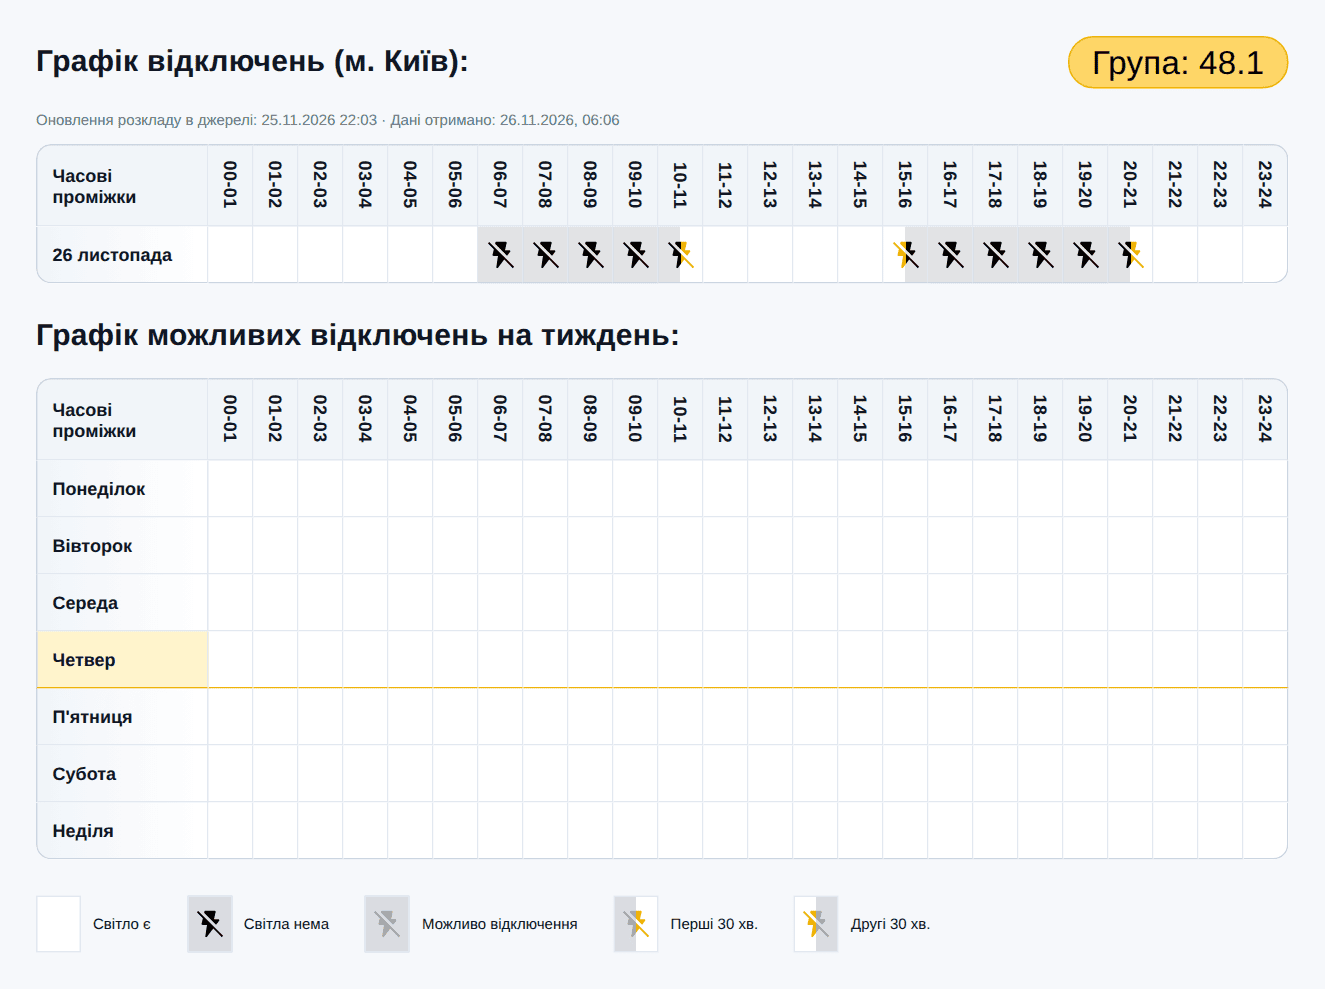 Графік відключень (м. Київ):
Група: 48.1
Оновлення розкладу в джерелі: 25.11.2026 22:03 · Дані отримано: 26.11.2026, 06:06
Часові проміжки 00-01 01-02 02-03 03-04 04-05 05-06 06-07 07-08 08-09 09-10 10-11 11-12 12-13 13-14 14-15 15-16 16-17 17-18 18-19 19-20 20-21 21-22 22-23 23-24
26 листопада
Графік можливих відключень на тиждень:
Часові проміжки 00-01 01-02 02-03 03-04 04-05 05-06 06-07 07-08 08-09 09-10 10-11 11-12 12-13 13-14 14-15 15-16 16-17 17-18 18-19 19-20 20-21 21-22 22-23 23-24
Понеділок
Вівторок
Середа
Четвер
П'ятниця
Субота
Неділя
Світло є Світла нема Можливо відключення Перші 30 хв. Другі 30 хв.